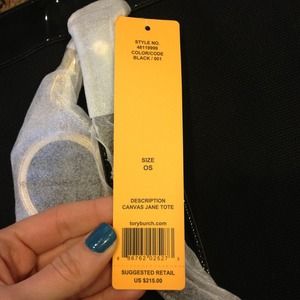 STYLE NO.
48119999
COLOR/CODE
BLACK / 001
SIZE
OS
DESCRIPTION
CANVAS JANE TOTE
toryburch.com
SUGGESTED RETAIL
US $215.00